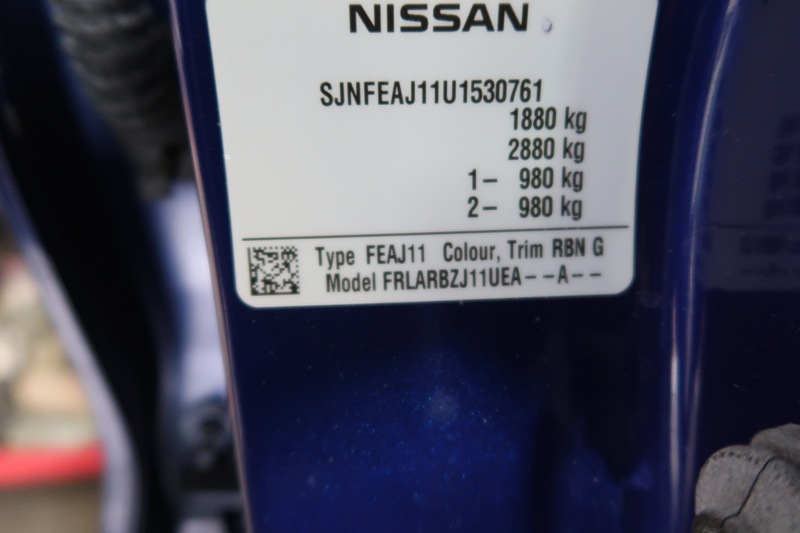 NISSAN
SJNFEAJ11U1530761
1880 kg
2880 kg
1- 980 kg
2- 980 kg
Type FEAJ11 Colour, Trim RBN G
Model FRLARBZJ11UEA--A--